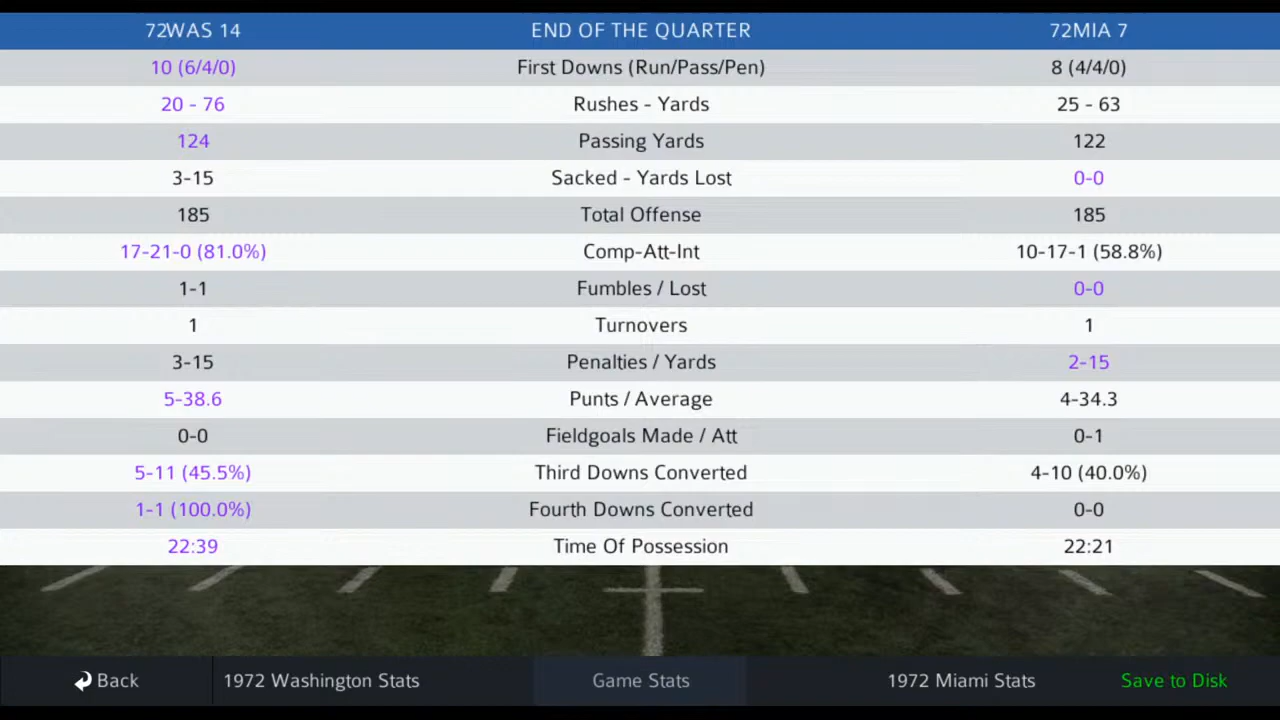 72WAS 14 END OF THE QUARTER 72MIA 7
10 (6/4/0) First Downs (Run/Pass/Pen) 8 (4/4/0)
20 - 76 Rushes - Yards 25 - 63
124 Passing Yards 122
3-15 Sacked - Yards Lost 0-0
185 Total Offense 185
17-21-0 (81.0%) Comp-Att-Int 10-17-1 (58.8%)
1-1 Fumbles / Lost 0-0
1 Turnovers 1
3-15 Penalties / Yards 2-15
5-38.6 Punts / Average 4-34.3
0-0 Fieldgoals Made / Att 0-1
5-11 (45.5%) Third Downs Converted 4-10 (40.0%)
1-1 (100.0%) Fourth Downs Converted 0-0
22:39 Time Of Possession 22:21
Back 1972 Washington Stats Game Stats 1972 Miami Stats Save to Disk